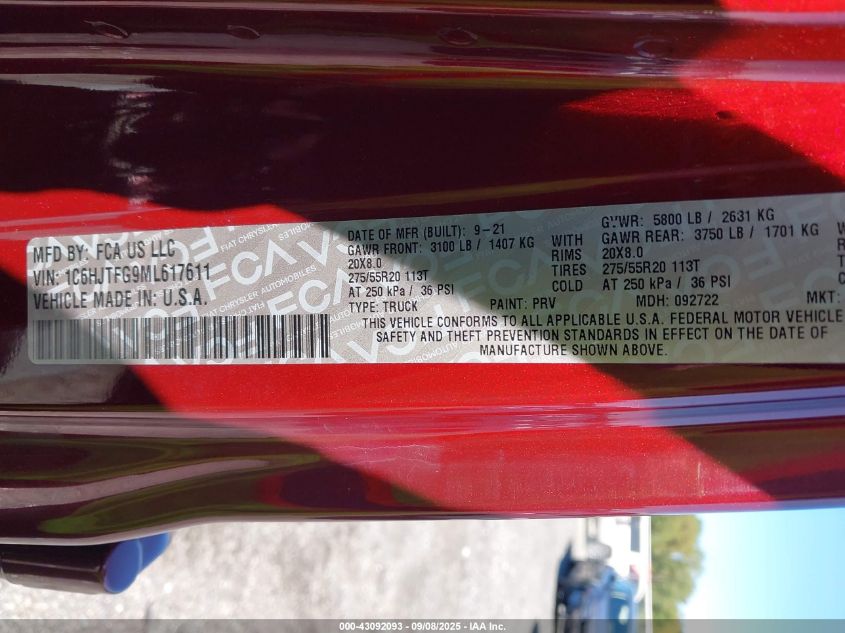 MFD BY: FCA US LLC
VIN: 1C6HJTFG9ML617611
VEHICLE MADE IN: U.S.A.
DATE OF MFR (BUILT): 9-21 GVWR: 5800 LB / 2631 KG
GAWR FRONT: 3100 LB / 1407 KG WITH GAWR REAR: 3750 LB / 1701 KG
20X8.0 RIMS 20X8.0
275/55R20 113T TIRES 275/55R20 113T
AT 250 kPa / 36 PSI COLD AT 250 kPa / 36 PSI
TYPE: TRUCK PAINT: PRV MDH: 092722 MKT:
THIS VEHICLE CONFORMS TO ALL APPLICABLE U.S.A. FEDERAL MOTOR VEHICLE
SAFETY AND THEFT PREVENTION STANDARDS IN EFFECT ON THE DATE OF
MANUFACTURE SHOWN ABOVE.
000-43092093 - 09/08/2025 - IAA Inc.